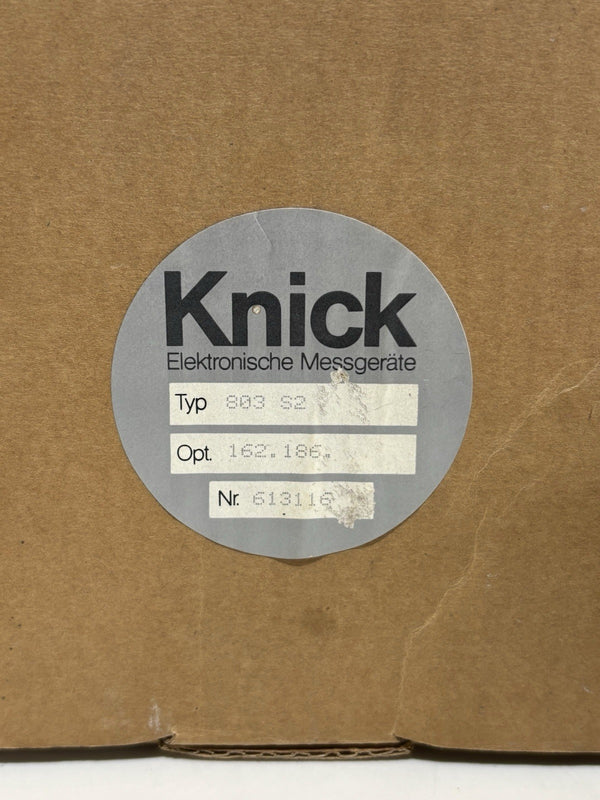 Knick
Elektronische Messgeräte
Typ 803 S2
Opt. 162.186.
Nr. 613116